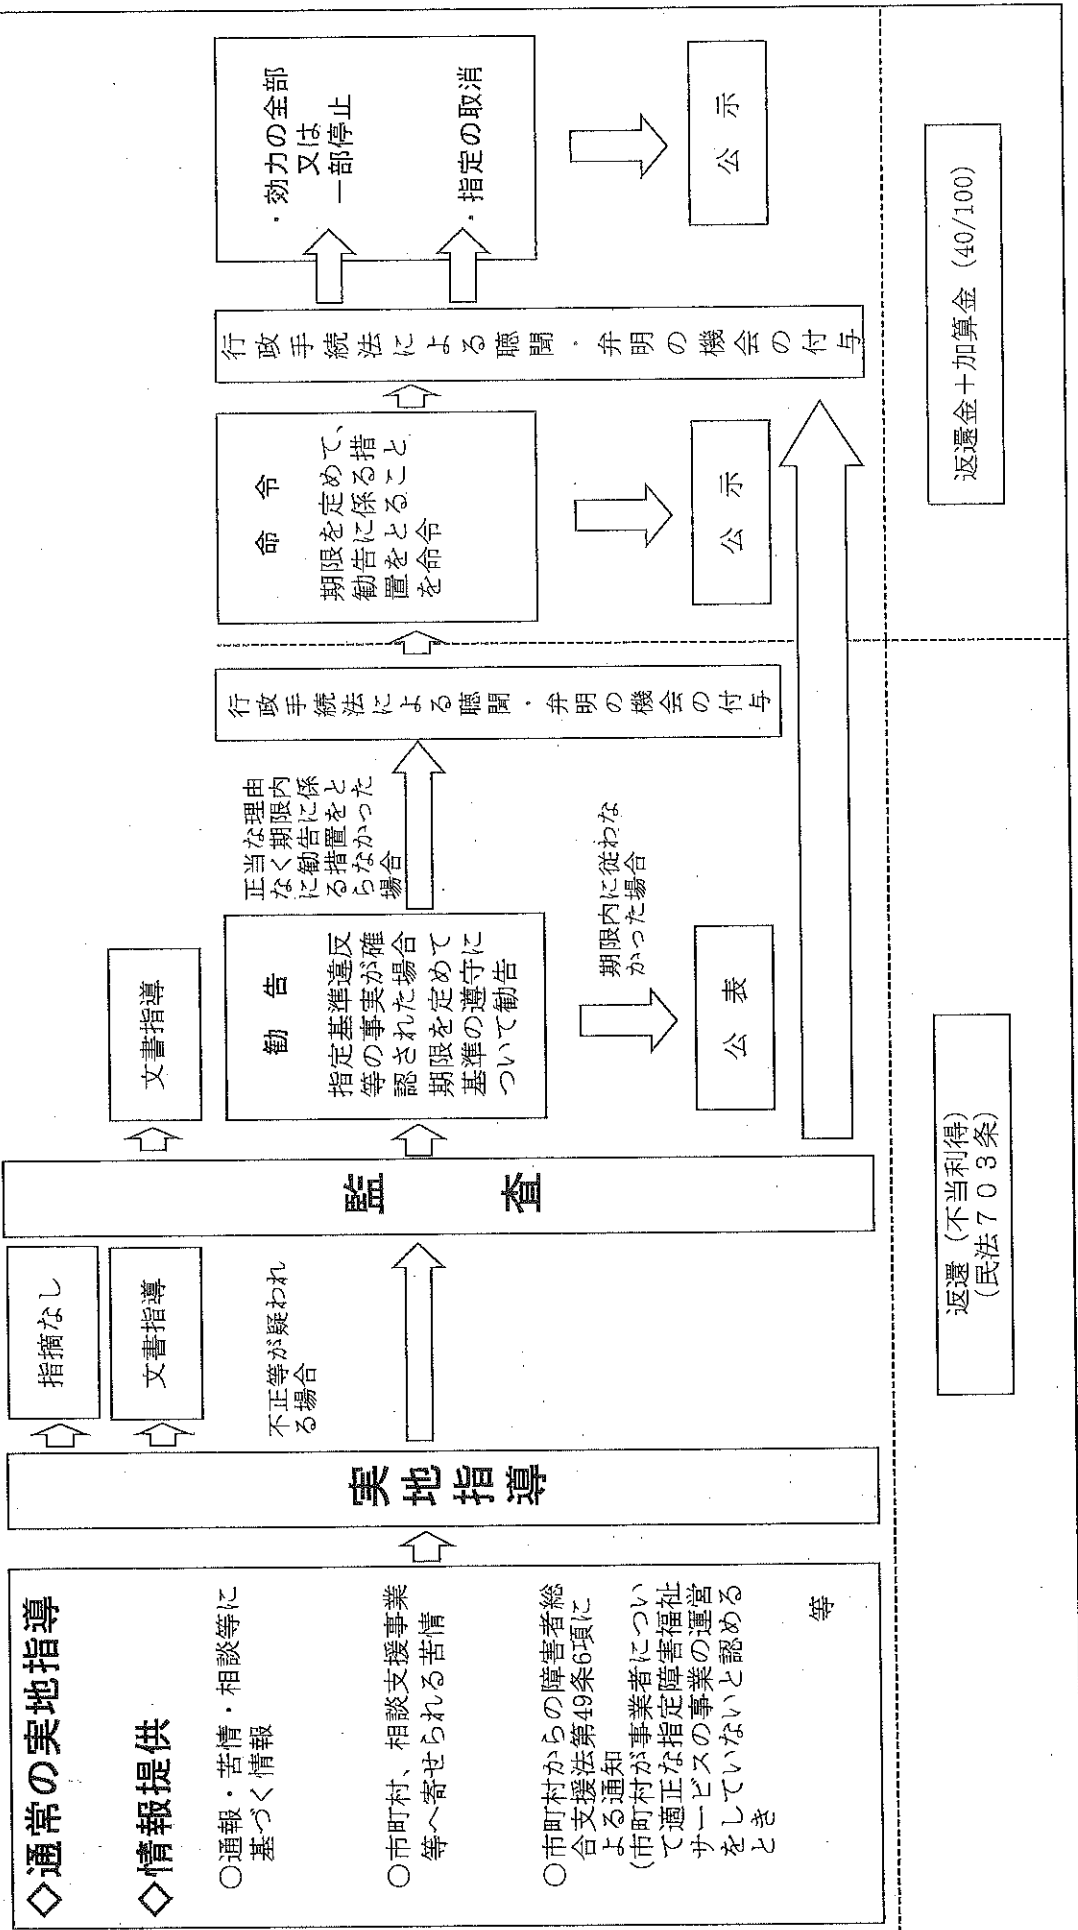 ◇通常の実地指導
◇情報提供
○通報・苦情・相談等に
基づく情報
○市町村、相談支援事業
等へ寄せられる苦情
○市町村からの障害者総
合支援法第49条6項に
よる通知
(市町村が事業者につい
て適正な指定障害福祉
サービスの事業の運営
をしていないと認める
とき
等
実地指導
指摘なし
文書指導
不正等が疑われ
る場合
監査
文書指導
勧告
指定基準違反
等の事実が確
認された場合
期限を定めて
基準の遵守に
ついて勧告
期限内に従わな
かった場合
公表
正当な理由
なく期限内
に勧告に係
る措置をと
らなかった
場合
行政手続法による聴聞・弁明の機会の付与
命令
期限を定めて、
勧告に係る措
置をとること
を命令
公示
行政手続法による聴聞・弁明の機会の付与
・効力の全部
又は
一部停止
・指定の取消
公示
返還(不当利得)
(民法703条)
返還金+加算金(40/100)